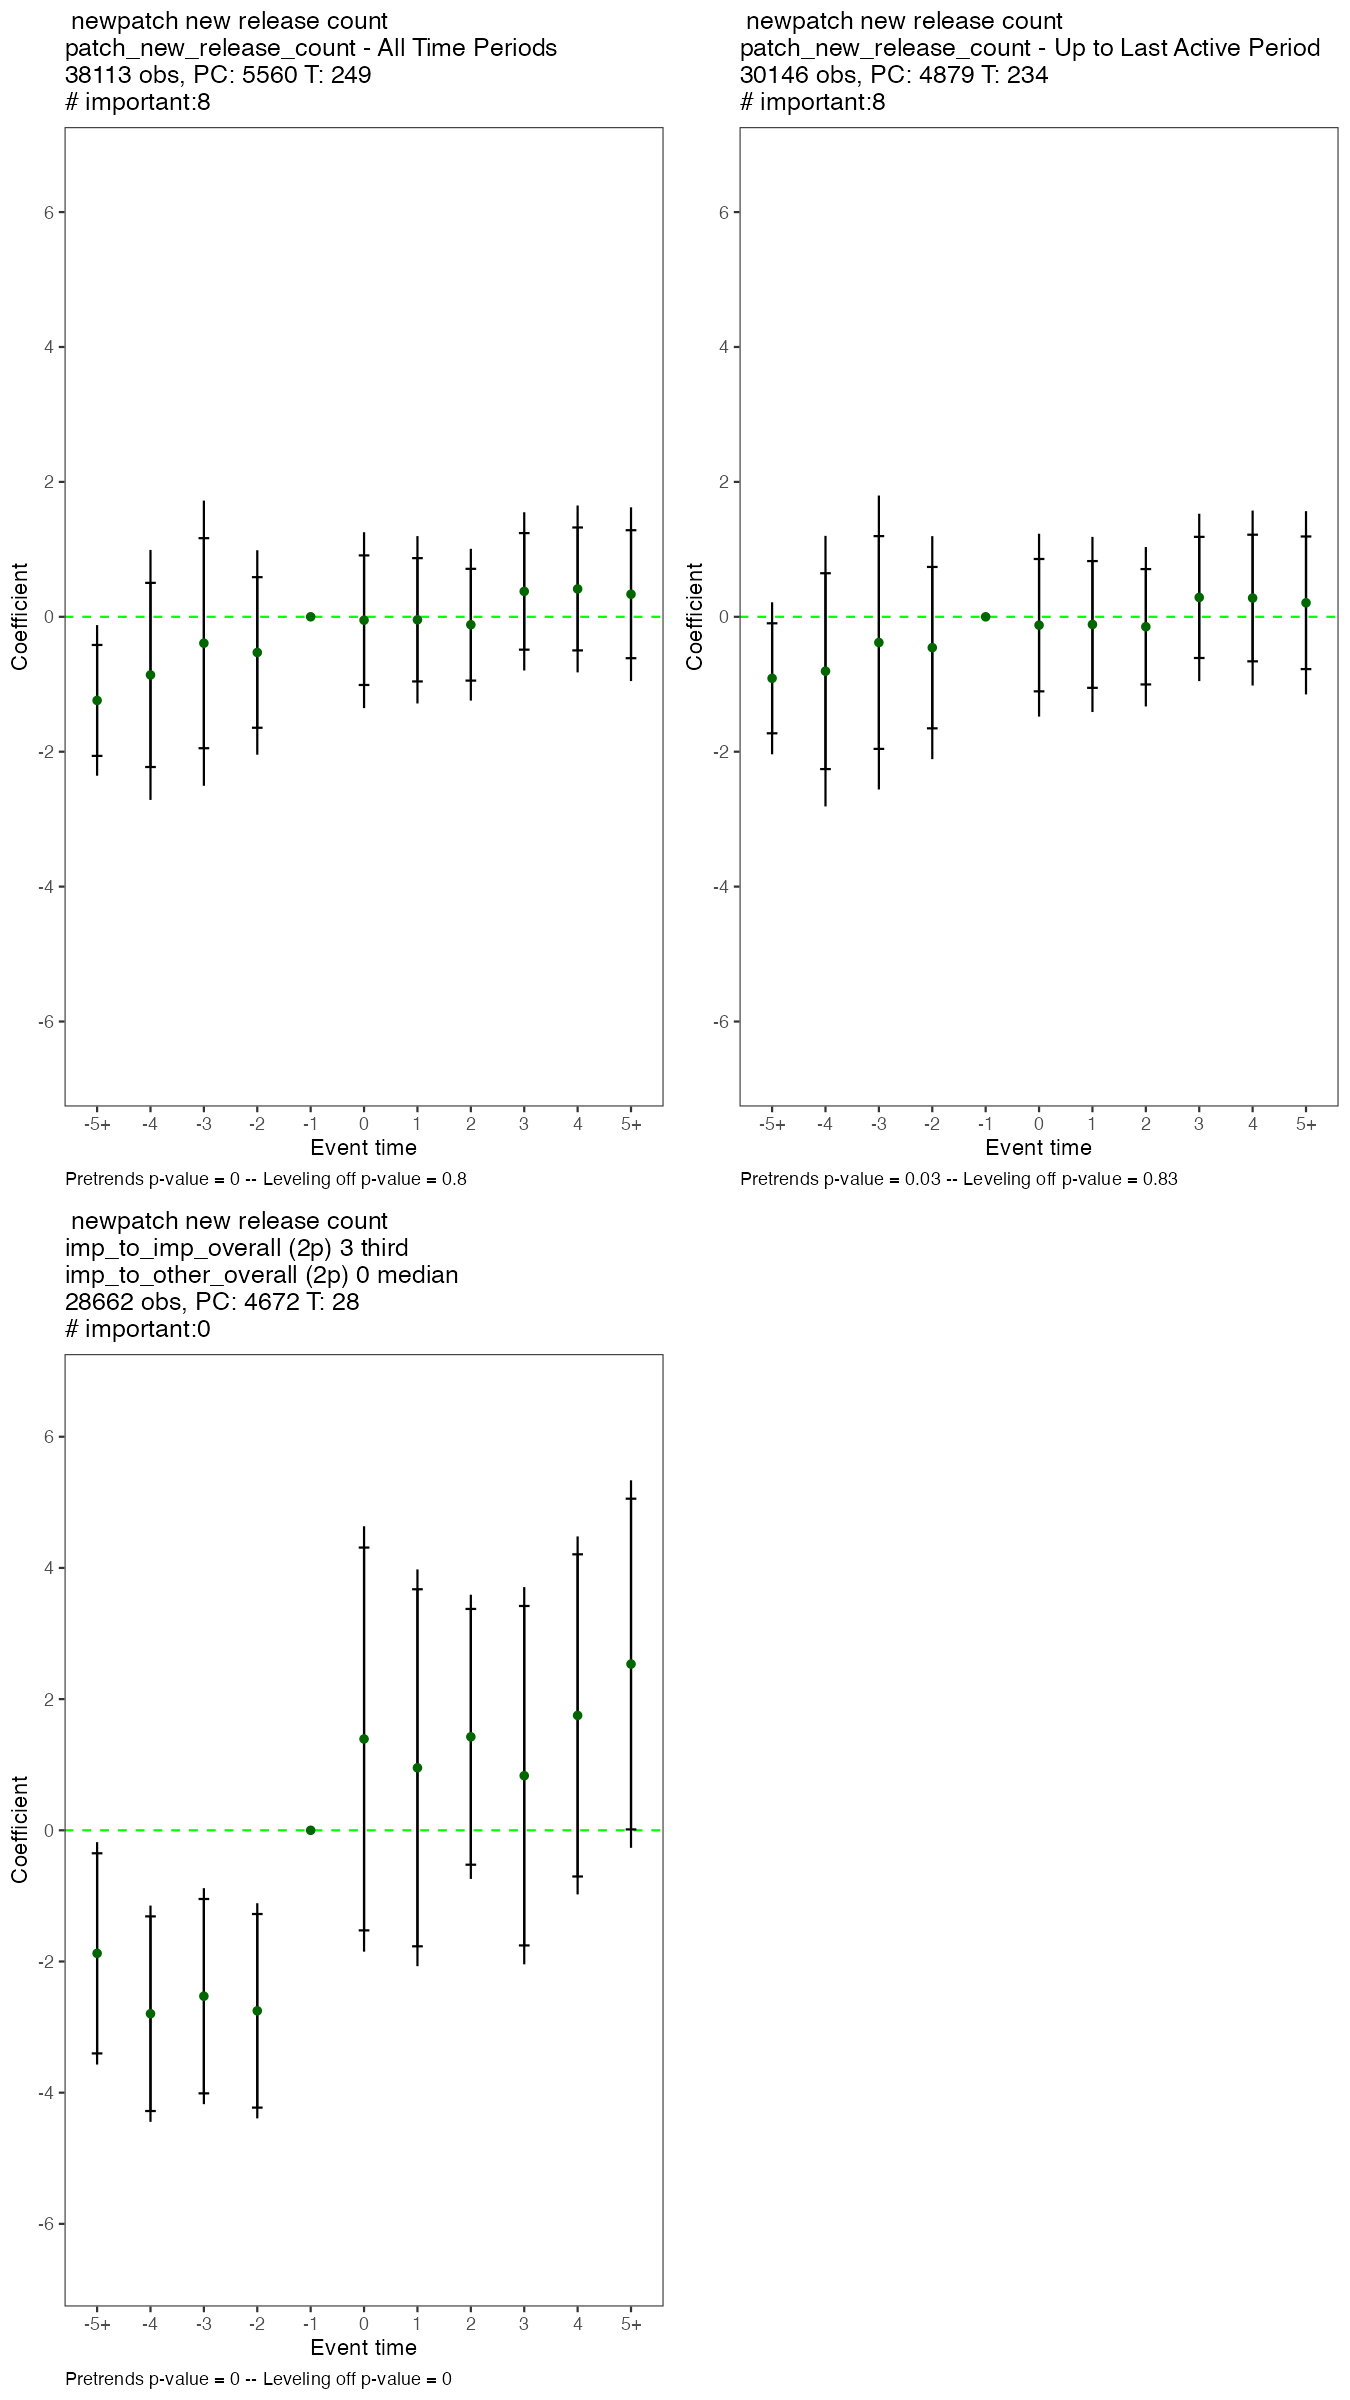 newpatch new release count
patch_new_release_count - All Time Periods
38113 obs, PC: 5560 T: 249
# important:8
6
4
2
0
-2
-4
-6
Coefficient
-5+ -4 -3 -2 -1 0 1 2 3 4 5+
Event time
Pretrends p-value = 0 -- Leveling off p-value = 0.8
newpatch new release count
patch_new_release_count - Up to Last Active Period
30146 obs, PC: 4879 T: 234
# important:8
6
4
2
0
-2
-4
-6
Coefficient
-5+ -4 -3 -2 -1 0 1 2 3 4 5+
Event time
Pretrends p-value = 0.03 -- Leveling off p-value = 0.83
newpatch new release count
imp_to_imp_overall (2p) 3 third
imp_to_other_overall (2p) 0 median
28662 obs, PC: 4672 T: 28
# important:0
6
4
2
0
-2
-4
-6
Coefficient
-5+ -4 -3 -2 -1 0 1 2 3 4 5+
Event time
Pretrends p-value = 0 -- Leveling off p-value = 0